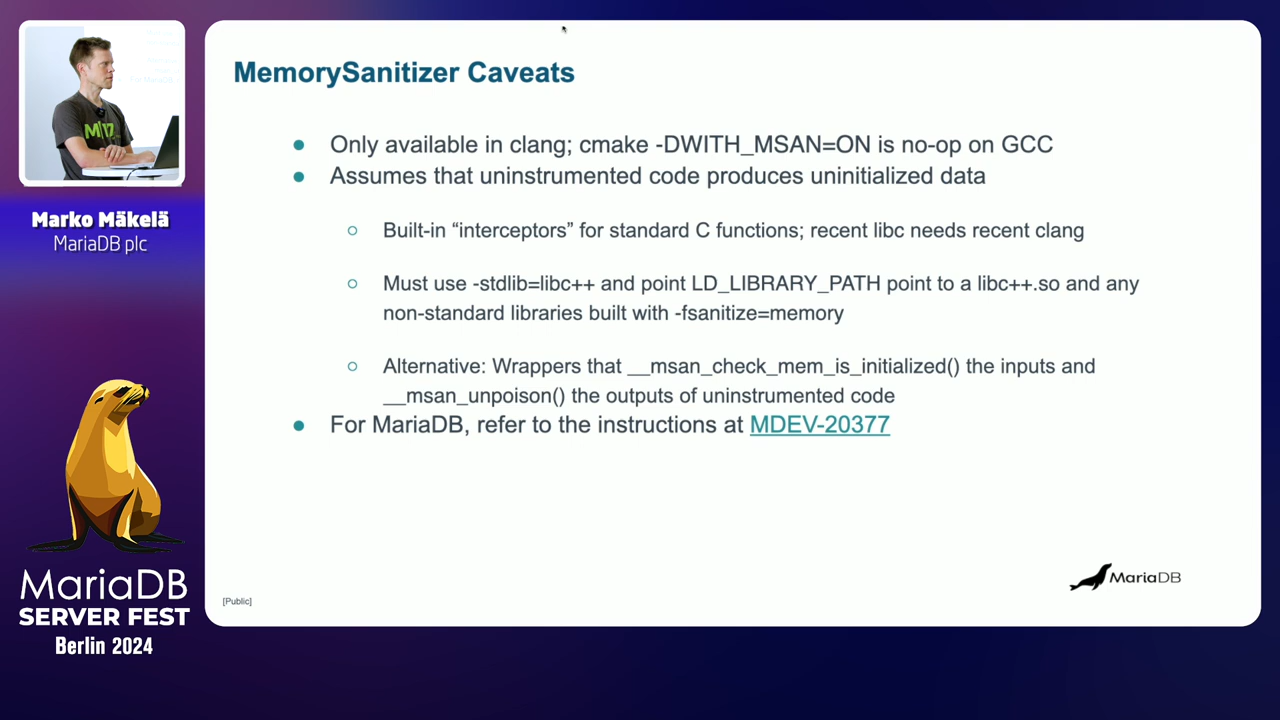 MemorySanitizer Caveats
Only available in clang; cmake -DWITH_MSAN=ON is no-op on GCC
Assumes that uninstrumented code produces uninitialized data
Built-in “interceptors” for standard C functions; recent libc needs recent clang
Must use -stdlib=libc++ and point LD_LIBRARY_PATH point to a libc++.so and any
non-standard libraries built with -fsanitize=memory
Alternative: Wrappers that __msan_check_mem_is_initialized() the inputs and
__msan_unpoison() the outputs of uninstrumented code
For MariaDB, refer to the instructions at MDEV-20377
MariaDB
[Public]
Marko Mäkelä
MariaDB plc
MariaDB
SERVER FEST
Berlin 2024